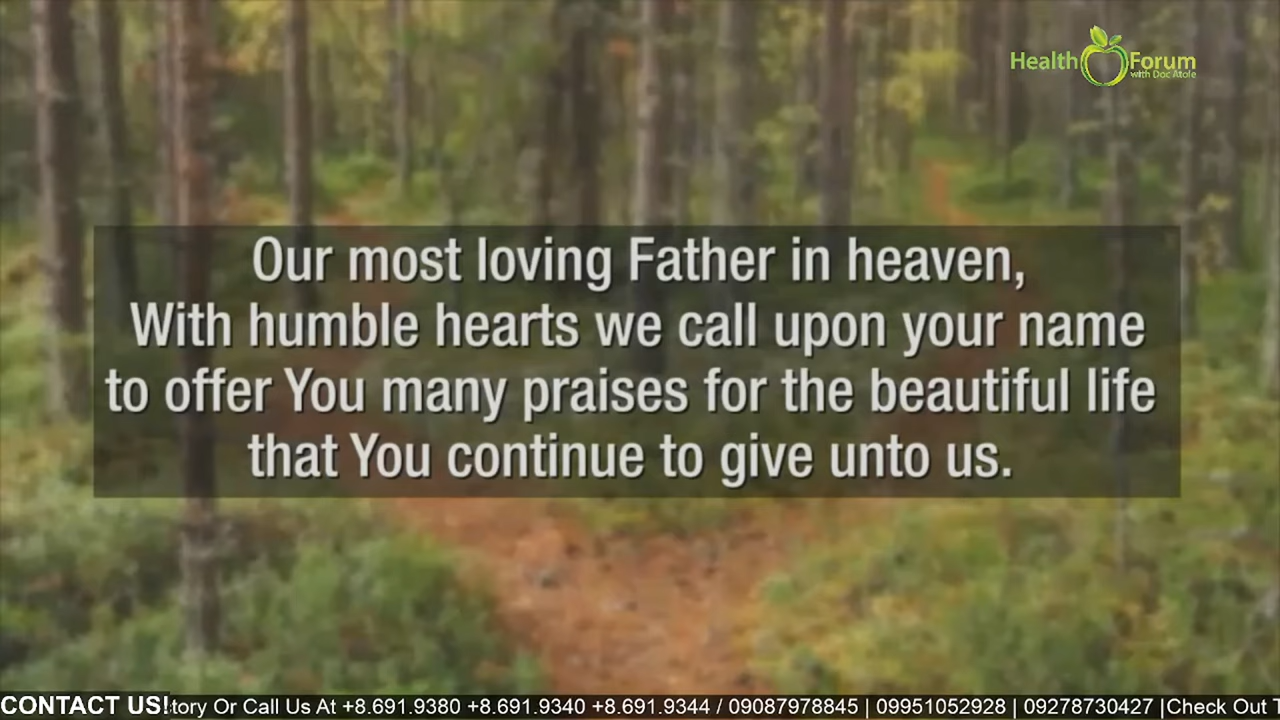 Health Forum
with Doc Atoie
Our most loving Father in heaven,
With humble hearts we call upon your name
to offer You many praises for the beautiful life
that You continue to give unto us.
CONTACT US! tory Or Call Us At +8.691.9380 +8.691.9340 +8.691.9344 / 09087978845 | 09951052928 | 09278730427 |Check Out T